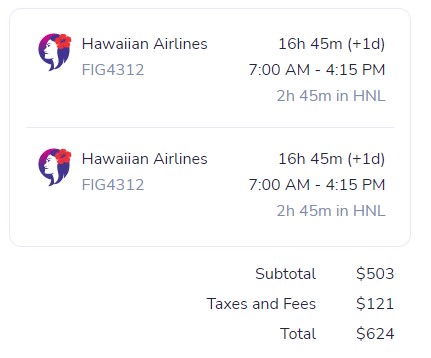 Hawaiian Airlines 16h 45m (+1d)
FIG4312 7:00 AM - 4:15 PM
2h 45m in HNL
Hawaiian Airlines 16h 45m (+1d)
FIG4312 7:00 AM - 4:15 PM
2h 45m in HNL
Subtotal $503
Taxes and Fees $121
Total $624